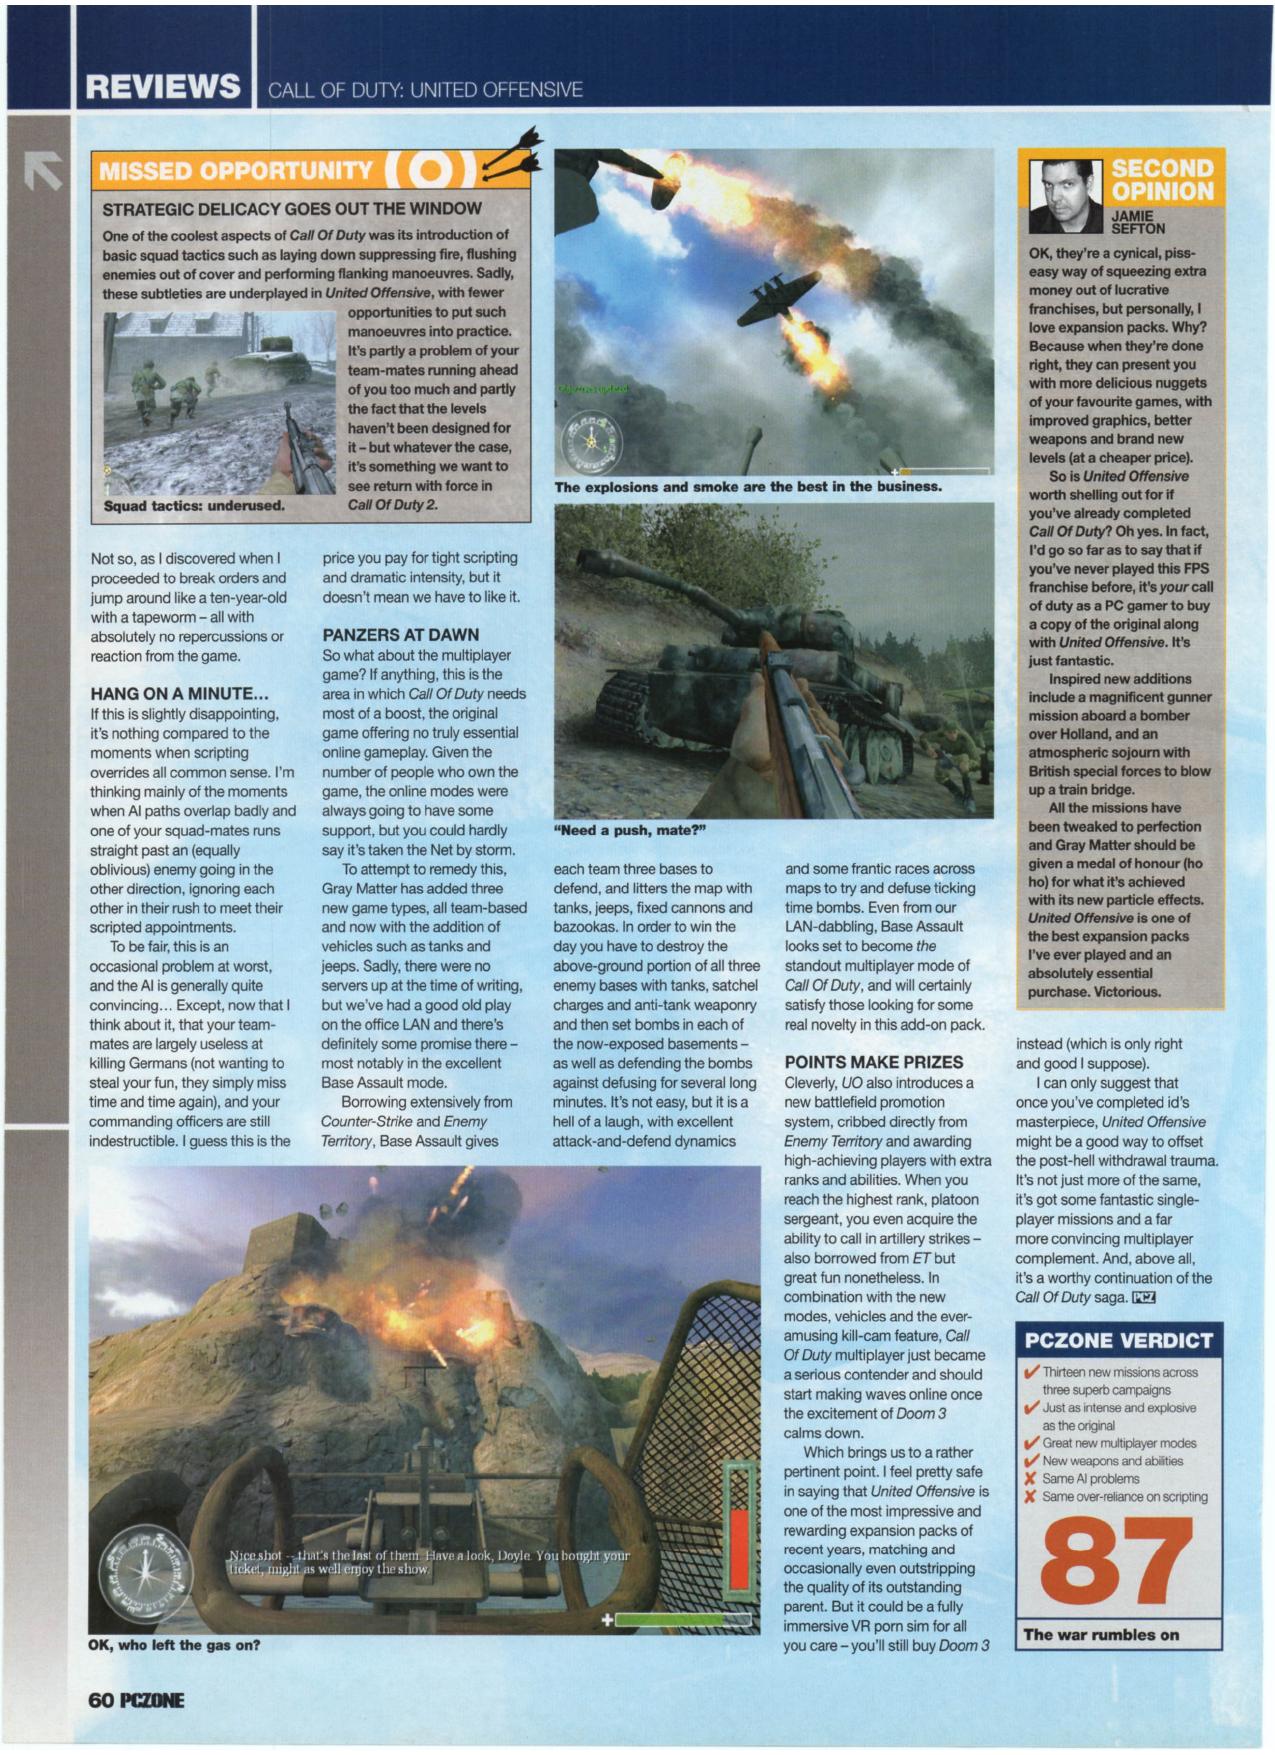 REVIEWS
CALL OF DUTY: UNITED OFFENSIVE
MISSED OPPORTUNITY
STRATEGIC DELICACY GOES OUT THE WINDOW
One of the coolest aspects of Call Of Duty was its introduction of
basic squad tactics such as laying down suppressing fire, flushing
enemies out of cover and performing flanking manoeuvres. Sadly,
these subtleties are underplayed in United Offensive, with fewer
opportunities to put such
manoeuvres into practice.
It's partly a problem of your
team-mates running ahead
of you too much and partly
the fact that the levels
haven't been designed for
it – but whatever the case,
it's something we want to
see return with force in
Call Of Duty 2.
Squad tactics: underused.
The explosions and smoke are the best in the business.
"Need a push, mate?"
Not so, as I discovered when I
proceeded to break orders and
jump around like a ten-year-old
with a tapeworm – all with
absolutely no repercussions or
reaction from the game.
HANG ON A MINUTE...
If this is slightly disappointing,
it's nothing compared to the
moments when scripting
overrides all common sense. I'm
thinking mainly of the moments
when AI paths overlap badly and
one of your squad-mates runs
straight past an (equally
oblivious) enemy going in the
other direction, ignoring each
other in their rush to meet their
scripted appointments.
To be fair, this is an
occasional problem at worst,
and the AI is generally quite
convincing... Except, now that I
think about it, that your team-
mates are largely useless at
killing Germans (not wanting to
steal your fun, they simply miss
time and time again), and your
commanding officers are still
indestructible. I guess this is the
price you pay for tight scripting
and dramatic intensity, but it
doesn't mean we have to like it.
PANZERS AT DAWN
So what about the multiplayer
game? If anything, this is the
area in which Call Of Duty needs
most of a boost, the original
game offering no truly essential
online gameplay. Given the
number of people who own the
game, the online modes were
always going to have some
support, but you could hardly
say it's taken the Net by storm.
To attempt to remedy this,
Gray Matter has added three
new game types, all team-based
and now with the addition of
vehicles such as tanks and
jeeps. Sadly, there were no
servers up at the time of writing,
but we've had a good old play
on the office LAN and there's
definitely some promise there –
most notably in the excellent
Base Assault mode.
Borrowing extensively from
Counter-Strike and Enemy
Territory, Base Assault gives
each team three bases to
defend, and litters the map with
tanks, jeeps, fixed cannons and
bazookas. In order to win the
day you have to destroy the
above-ground portion of all three
enemy bases with tanks, satchel
charges and anti-tank weaponry
and then set bombs in each of
the now-exposed basements –
as well as defending the bombs
against defusing for several long
minutes. It's not easy, but it is a
hell of a laugh, with excellent
attack-and-defend dynamics
and some frantic races across
maps to try and defuse ticking
time bombs. Even from our
LAN-dabbling, Base Assault
looks set to become the
standout multiplayer mode of
Call Of Duty, and will certainly
satisfy those looking for some
real novelty in this add-on pack.
POINTS MAKE PRIZES
Cleverly, UO also introduces a
new battlefield promotion
system, cribbed directly from
Enemy Territory and awarding
high-achieving players with extra
ranks and abilities. When you
reach the highest rank, platoon
sergeant, you even acquire the
ability to call in artillery strikes –
also borrowed from ET but
great fun nonetheless. In
combination with the new
modes, vehicles and the ever-
amusing kill-cam feature, Call
Of Duty multiplayer just became
a serious contender and should
start making waves online once
the excitement of Doom 3
calms down.
Which brings us to a rather
pertinent point. I feel pretty safe
in saying that United Offensive is
one of the most impressive and
rewarding expansion packs of
recent years, matching and
occasionally even outstripping
the quality of its outstanding
parent. But it could be a fully
immersive VR porn sim for all
you care – you'll still buy Doom 3
instead (which is only right
and good I suppose).
I can only suggest that
once you've completed id's
masterpiece, United Offensive
might be a good way to offset
the post-hell withdrawal trauma.
It's not just more of the same,
it's got some fantastic single-
player missions and a far
more convincing multiplayer
complement. And, above all,
it's a worthy continuation of the
Call Of Duty saga. PCZ
SECOND
OPINION
JAMIE
SEFTON
OK, they're a cynical, piss-
easy way of squeezing extra
money out of lucrative
franchises, but personally, I
love expansion packs. Why?
Because when they're done
right, they can present you
with more delicious nuggets
of your favourite games, with
improved graphics, better
weapons and brand new
levels (at a cheaper price).
So is United Offensive
worth shelling out for if
you've already completed
Call Of Duty? Oh yes. In fact,
I'd go so far as to say that if
you've never played this FPS
franchise before, it's your call
of duty as a PC gamer to buy
a copy of the original along
with United Offensive. It's
just fantastic.
Inspired new additions
include a magnificent gunner
mission aboard a bomber
over Holland, and an
atmospheric sojourn with
British special forces to blow
up a train bridge.
All the missions have
been tweaked to perfection
and Gray Matter should be
given a medal of honour (ho
ho) for what it's achieved
with its new particle effects.
United Offensive is one of
the best expansion packs
I've ever played and an
absolutely essential
purchase. Victorious.
Nice shot -- that's the last of them. Have a look, Doyle. You bought your
ticket, might as well enjoy the show.
OK, who left the gas on?
PCZONE VERDICT
Thirteen new missions across
three superb campaigns
Just as intense and explosive
as the original
Great new multiplayer modes
New weapons and abilities
Same AI problems
Same over-reliance on scripting
87
The war rumbles on
60 PCZONE